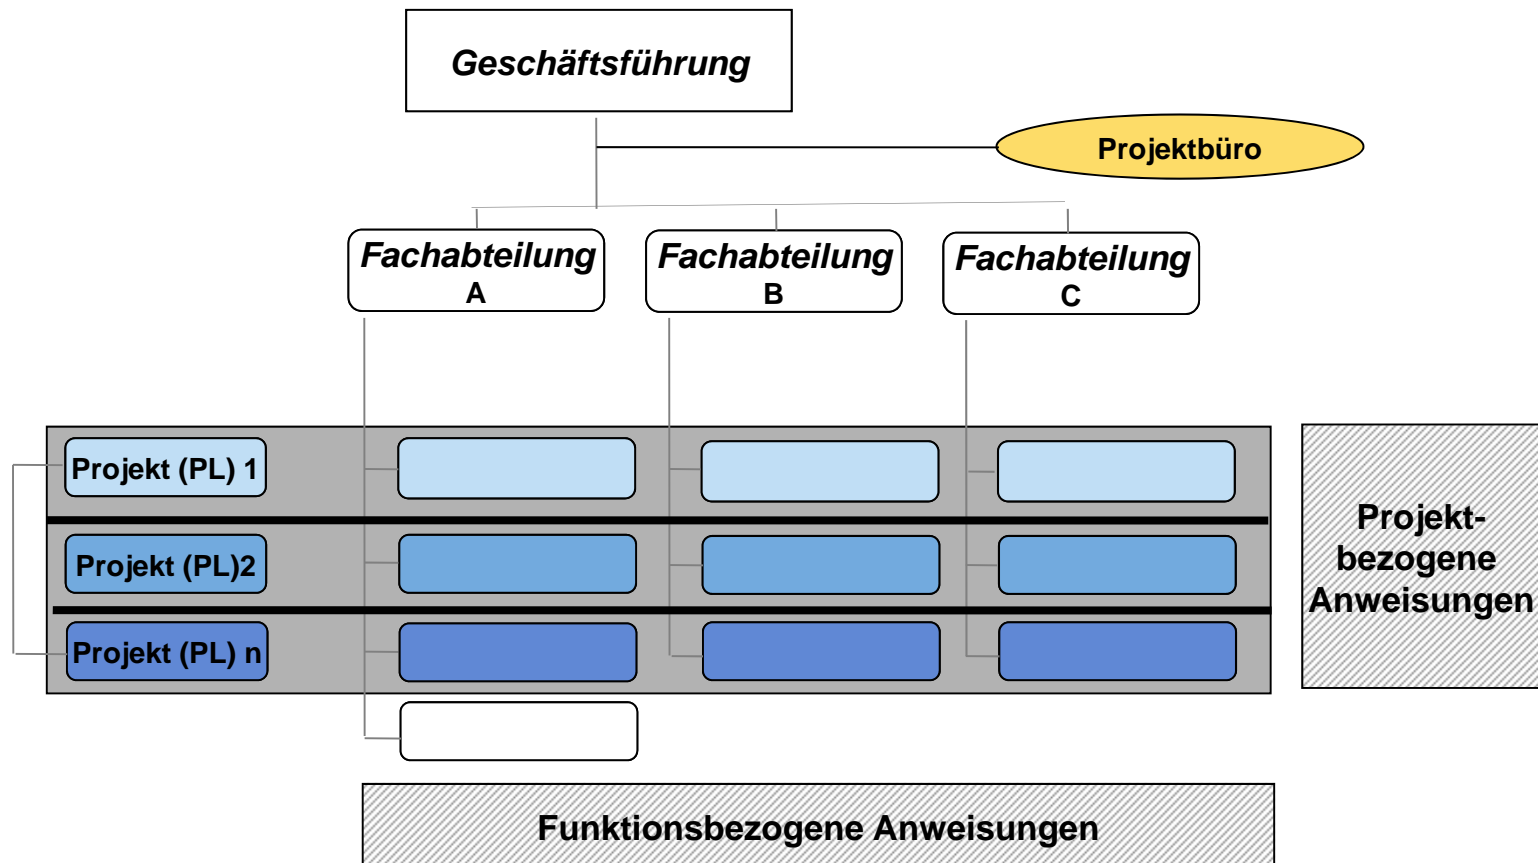 Geschäftsführung
Projektbüro
Fachabteilung
A
Fachabteilung
B
Fachabteilung
C
Projekt (PL) 1
Projekt (PL)2
Projekt (PL) n
Projekt-
bezogene
Anweisungen
Funktionsbezogene Anweisungen